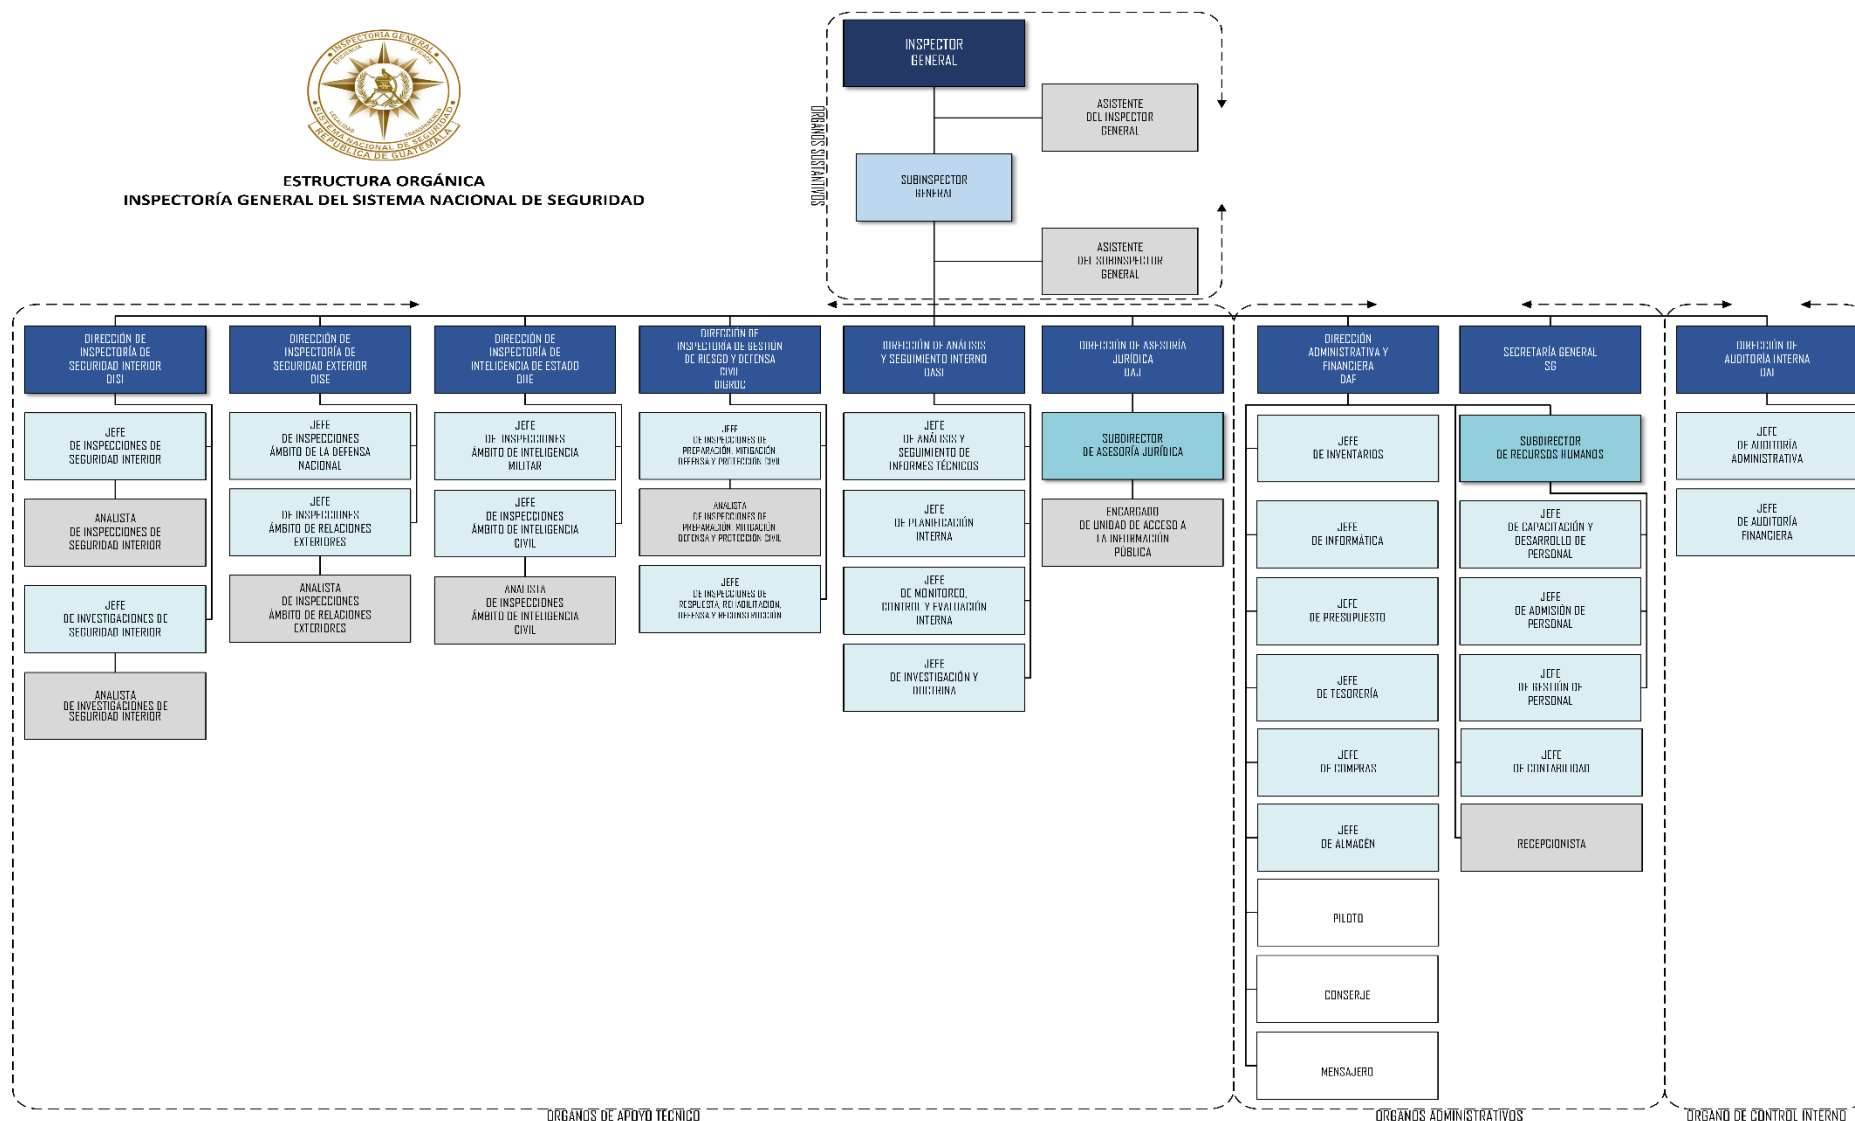 INSPECTORÍA GENERAL
EFICIENCIA
EFICACIA
LEGALIDAD
TRANSPARENCIA
SISTEMA NACIONAL DE SEGURIDAD
REPÚBLICA DE GUATEMALA
ESTRUCTURA ORGÁNICA
INSPECTORÍA GENERAL DEL SISTEMA NACIONAL DE SEGURIDAD
ÓRGANOS SUSTANTIVOS
INSPECTOR
GENERAL
ASISTENTE
DEL INSPECTOR
GENERAL
SUBINSPECTOR
GENERAL
ASISTENTE
DEL SUBINSPECTOR
GENERAL
DIRECCIÓN DE
INSPECTORÍA DE
SEGURIDAD INTERIOR
DISI
JEFE
DE INSPECCIONES DE
SEGURIDAD INTERIOR
ANALISTA
DE INSPECCIONES DE
SEGURIDAD INTERIOR
JEFE
DE INVESTIGACIONES DE
SEGURIDAD INTERIOR
ANALISTA
DE INVESTIGACIONES DE
SEGURIDAD INTERIOR
DIRECCIÓN DE
INSPECTORÍA DE
SEGURIDAD EXTERIOR
DISE
JEFE
DE INSPECCIONES
ÁMBITO DE LA DEFENSA
NACIONAL
JEFE
DE INSPECCIONES
ÁMBITO DE RELACIONES
EXTERIORES
ANALISTA
DE INSPECCIONES
ÁMBITO DE RELACIONES
EXTERIORES
DIRECCIÓN DE
INSPECTORÍA DE
INTELIGENCIA DE ESTADO
DIIE
JEFE
DE INSPECCIONES
ÁMBITO DE INTELIGENCIA
MILITAR
JEFE
DE INSPECCIONES
ÁMBITO DE INTELIGENCIA
CIVIL
ANALISTA
DE INSPECCIONES
ÁMBITO DE INTELIGENCIA
CIVIL
DIRECCIÓN DE
INSPECTORÍA DE GESTIÓN
DE RIESGO Y DEFENSA
CIVIL
DIGRDC
JEFE
DE INSPECCIONES DE
PREPARACIÓN, MITIGACIÓN,
DEFENSA Y PROTECCIÓN CIVIL
ANALISTA
DE INSPECCIONES DE
PREPARACIÓN, MITIGACIÓN
DEFENSA Y PROTECCIÓN CIVIL
JEFE
DE INSPECCIONES DE
RESPUESTA, REHABILITACIÓN,
DEFENSA Y RECONSTRUCCIÓN
DIRECCIÓN DE ANÁLISIS
Y SEGUIMIENTO INTERNO
DASI
JEFE
DE ANÁLISIS Y
SEGUIMIENTO DE
INFORMES TÉCNICOS
JEFE
DE PLANIFICACIÓN
INTERNA
JEFE
DE MONITOREO,
CONTROL Y EVALUACIÓN
INTERNA
JEFE
DE INVESTIGACIÓN Y
DOCTRINA
DIRECCIÓN DE ASESORÍA
JURÍDICA
DAJ
SUBDIRECTOR
DE ASESORÍA JURÍDICA
ENCARGADO
DE UNIDAD DE ACCESO A
LA INFORMACIÓN
PÚBLICA
DIRECCIÓN
ADMINISTRATIVA Y
FINANCIERA
DAF
JEFE
DE INVENTARIOS
JEFE
DE INFORMÁTICA
JEFE
DE PRESUPUESTO
JEFE
DE TESORERÍA
JEFE
DE COMPRAS
JEFE
DE ALMACÉN
PILOTO
CONSERJE
MENSAJERO
SECRETARÍA GENERAL
SG
SUBDIRECTOR
DE RECURSOS HUMANOS
JEFE
DE CAPACITACIÓN Y
DESARROLLO DE
PERSONAL
JEFE
DE ADMISIÓN DE
PERSONAL
JEFE
DE GESTIÓN DE
PERSONAL
JEFE
DE CONTABILIDAD
RECEPCIONISTA
DIRECCIÓN DE
AUDITORÍA INTERNA
DAI
JEFE
DE AUDITORÍA
ADMINISTRATIVA
JEFE
DE AUDITORÍA
FINANCIERA
ÓRGANOS DE APOYO TÉCNICO
ÓRGANOS ADMINISTRATIVOS
ÓRGANO DE CONTROL INTERNO